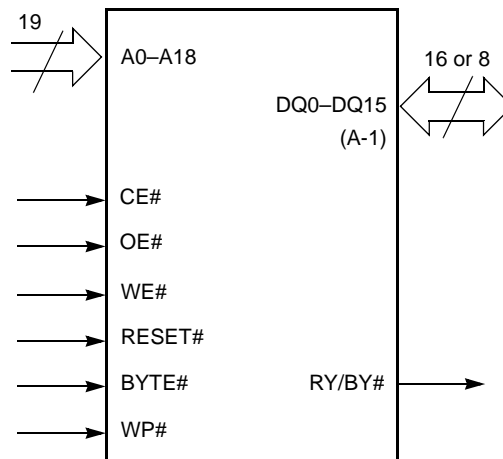 19
A0–A18
16 or 8
DQ0–DQ15
(A-1)
CE#
OE#
WE#
RESET#
BYTE#
RY/BY#
WP#